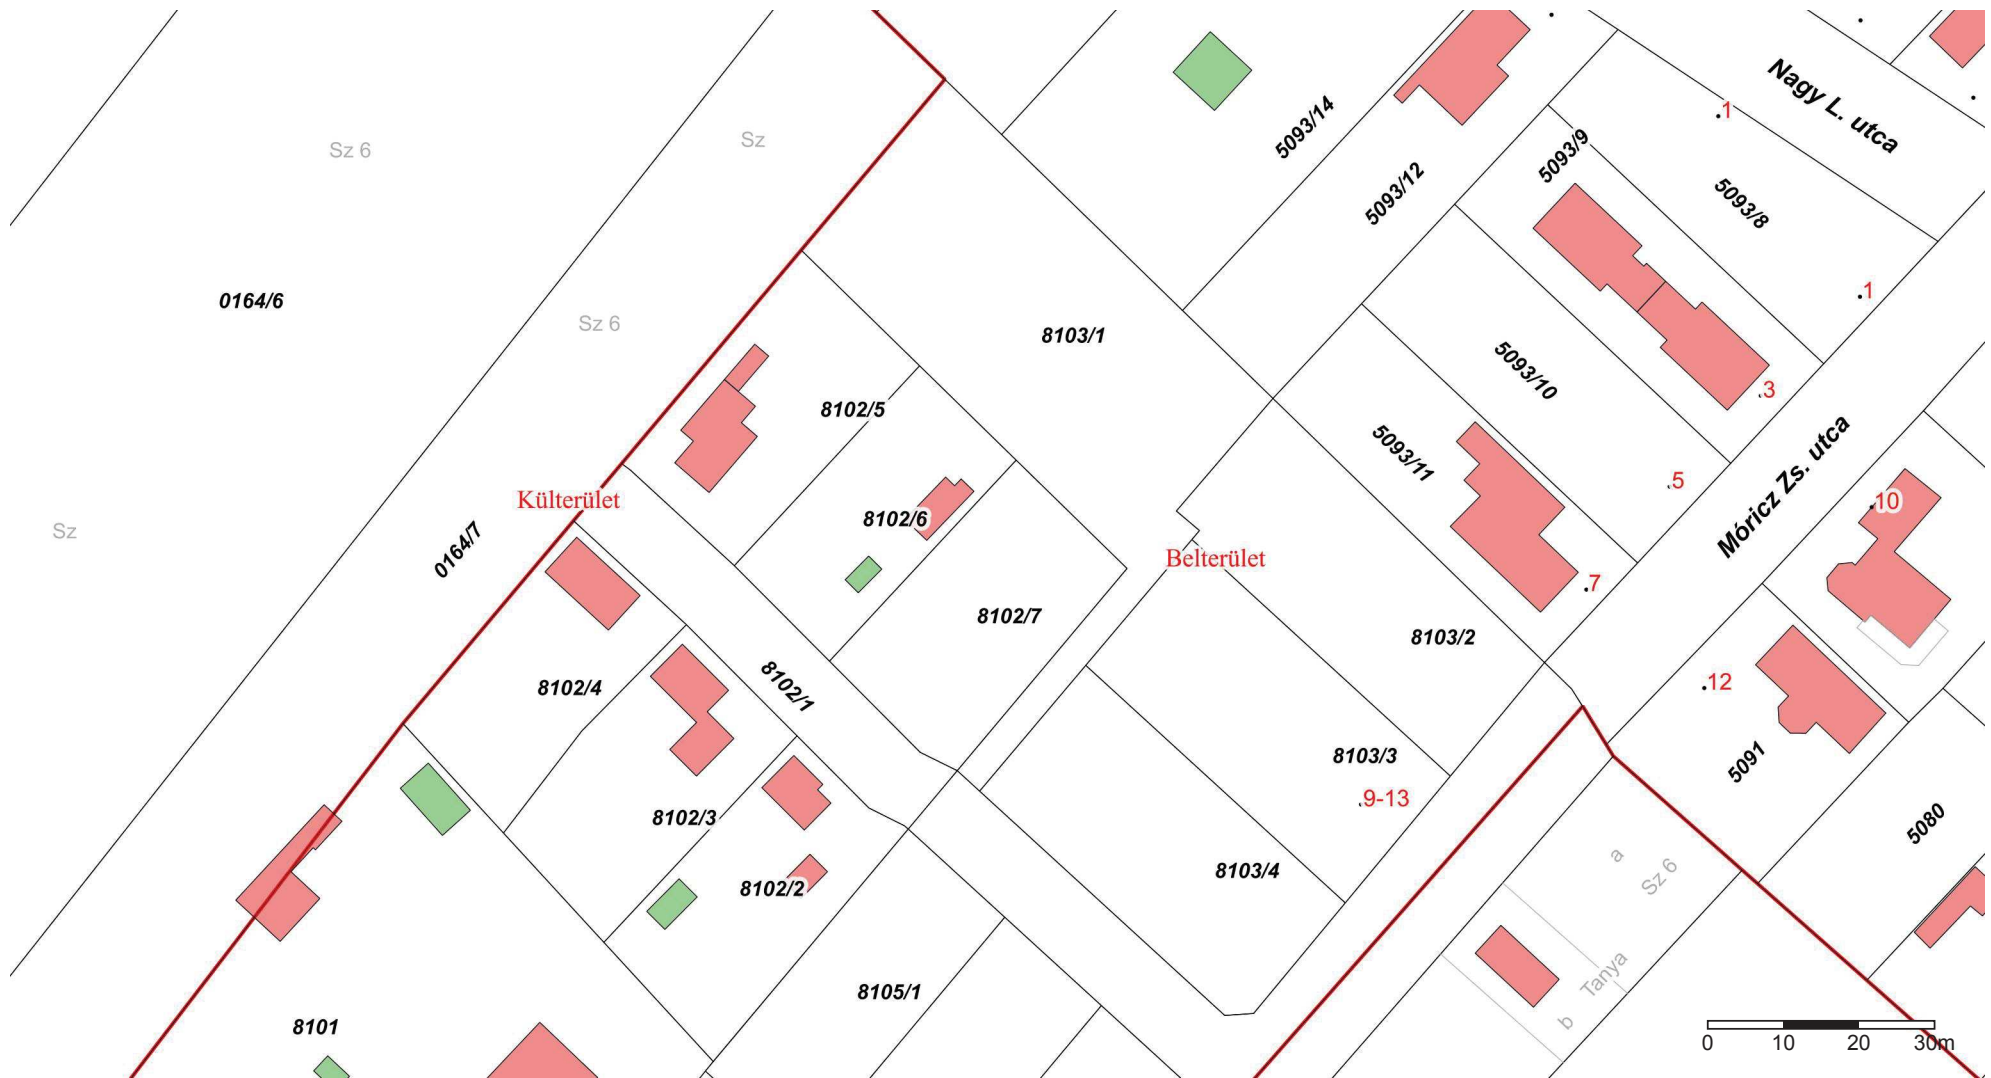 Nagy L. utca
1
5093/14
5093/9
Sz 6
Sz
5093/12
5093/8
1
0164/6
Sz 6
8103/1
5093/10
3
8102/5
5093/11
5
Móricz Zs. utca
Külterület
10
8102/6
Sz
0164/7
Belterület
7
8102/7
8103/2
8102/4
8102/1
12
8103/3
5091
9-13
8102/3
5080
a
Sz 6
8103/4
8102/2
Tanya
8105/1
b
8101
0 10 20 30m